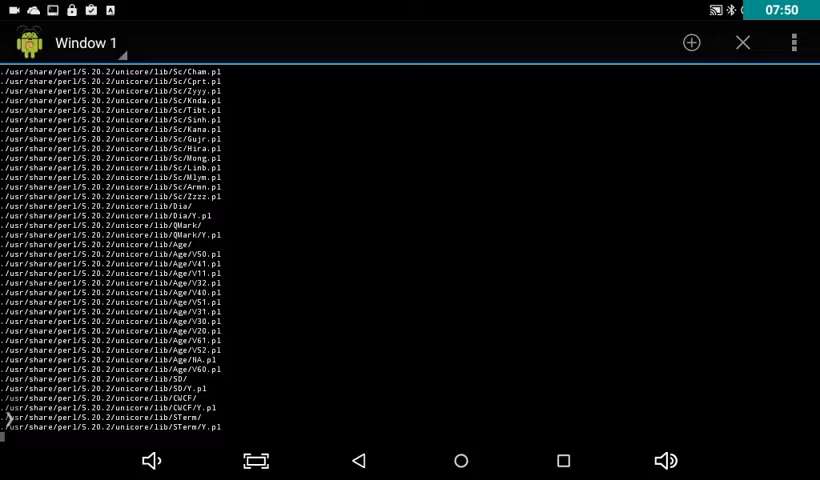 07:50
Window 1
./usr/share/perl/5.20.2/unicore/lib/Sc/Cham.pl
./usr/share/perl/5.20.2/unicore/lib/Sc/Cprt.pl
./usr/share/perl/5.20.2/unicore/lib/Sc/Zyyy.pl
./usr/share/perl/5.20.2/unicore/lib/Sc/Knda.pl
./usr/share/perl/5.20.2/unicore/lib/Sc/Tibt.pl
./usr/share/perl/5.20.2/unicore/lib/Sc/Sinh.pl
./usr/share/perl/5.20.2/unicore/lib/Sc/Kana.pl
./usr/share/perl/5.20.2/unicore/lib/Sc/Gujr.pl
./usr/share/perl/5.20.2/unicore/lib/Sc/Hira.pl
./usr/share/perl/5.20.2/unicore/lib/Sc/Mong.pl
./usr/share/perl/5.20.2/unicore/lib/Sc/Linb.pl
./usr/share/perl/5.20.2/unicore/lib/Sc/Mlym.pl
./usr/share/perl/5.20.2/unicore/lib/Sc/Armn.pl
./usr/share/perl/5.20.2/unicore/lib/Sc/Zzzz.pl
./usr/share/perl/5.20.2/unicore/lib/Dia/
./usr/share/perl/5.20.2/unicore/lib/Dia/Y.pl
./usr/share/perl/5.20.2/unicore/lib/QMark/
./usr/share/perl/5.20.2/unicore/lib/QMark/Y.pl
./usr/share/perl/5.20.2/unicore/lib/Age/
./usr/share/perl/5.20.2/unicore/lib/Age/V50.pl
./usr/share/perl/5.20.2/unicore/lib/Age/V41.pl
./usr/share/perl/5.20.2/unicore/lib/Age/V11.pl
./usr/share/perl/5.20.2/unicore/lib/Age/V32.pl
./usr/share/perl/5.20.2/unicore/lib/Age/V40.pl
./usr/share/perl/5.20.2/unicore/lib/Age/V51.pl
./usr/share/perl/5.20.2/unicore/lib/Age/V31.pl
./usr/share/perl/5.20.2/unicore/lib/Age/V30.pl
./usr/share/perl/5.20.2/unicore/lib/Age/V20.pl
./usr/share/perl/5.20.2/unicore/lib/Age/V61.pl
./usr/share/perl/5.20.2/unicore/lib/Age/V52.pl
./usr/share/perl/5.20.2/unicore/lib/Age/NA.pl
./usr/share/perl/5.20.2/unicore/lib/Age/V60.pl
./usr/share/perl/5.20.2/unicore/lib/SD/
./usr/share/perl/5.20.2/unicore/lib/SD/Y.pl
./usr/share/perl/5.20.2/unicore/lib/CWCF/
./usr/share/perl/5.20.2/unicore/lib/CWCF/Y.pl
./usr/share/perl/5.20.2/unicore/lib/STerm/
./usr/share/perl/5.20.2/unicore/lib/STerm/Y.pl